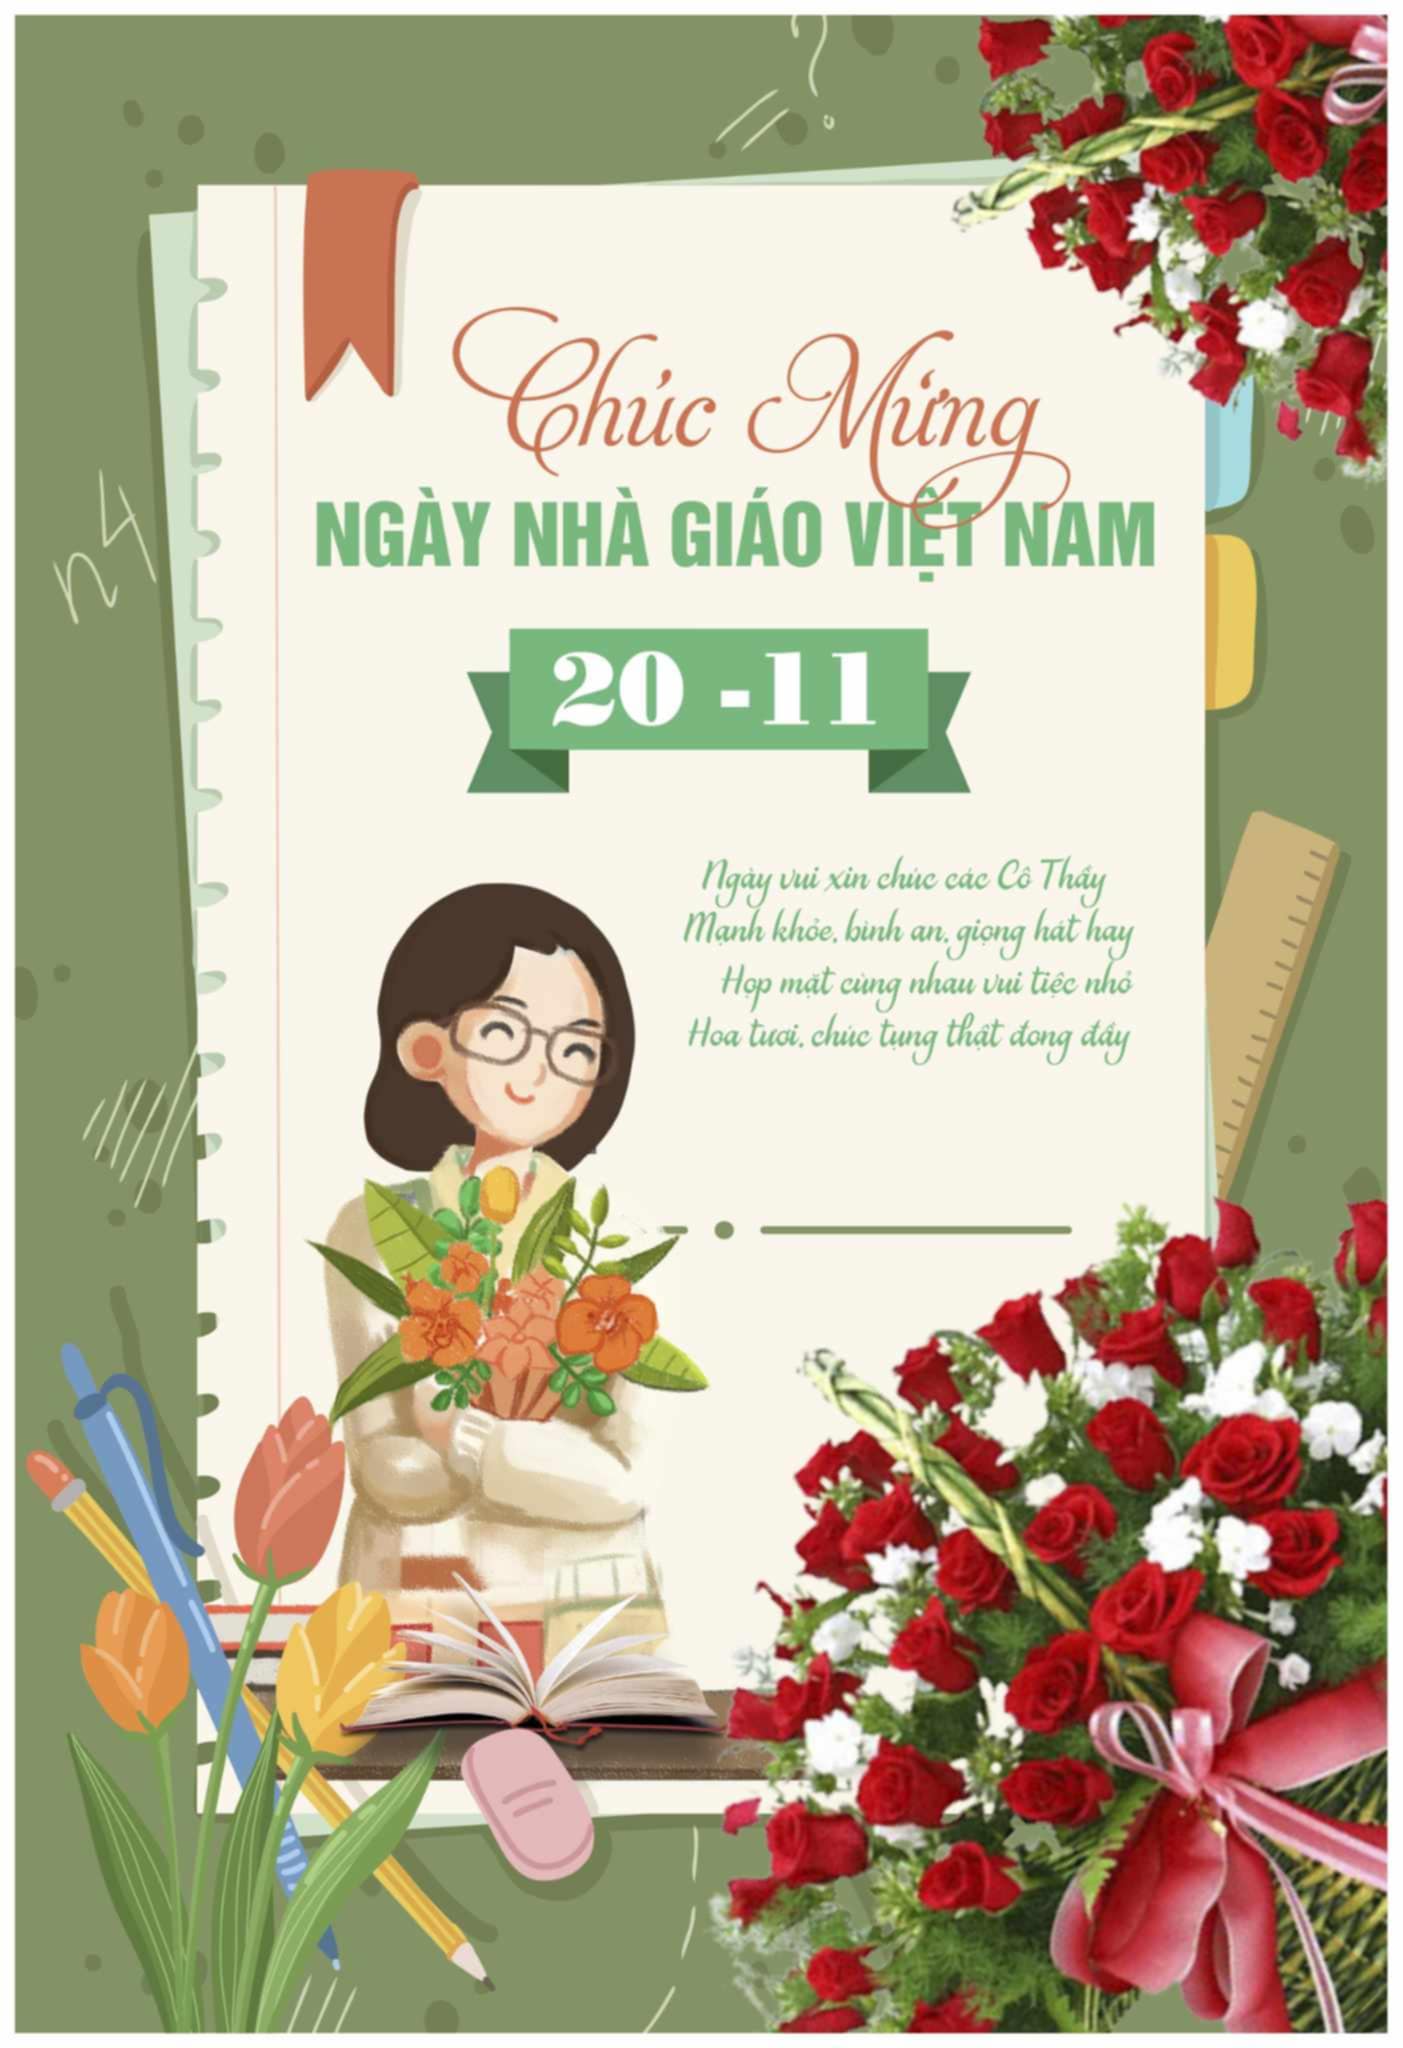 Chúc Mừng
NGÀY NHÀ GIÁO VIỆT NAM
20 -11
Ngày vui xin chúc các Cô Thầy
Mạnh khỏe, bình an, giọng hát hay
Họp mặt cùng nhau vui tiệc nhỏ
Hoa tươi, chúc tụng thật đong đầy
n4
?